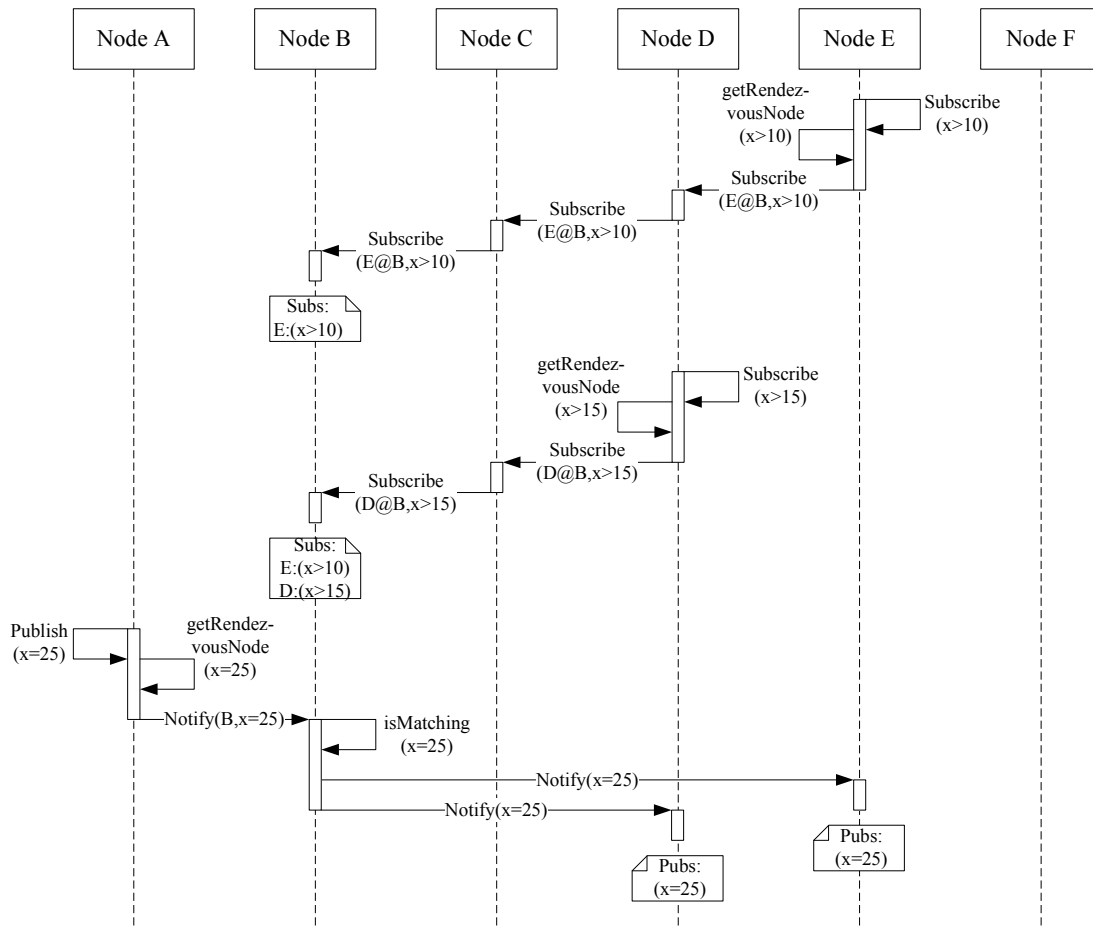 Node A
Node B
Node C
Node D
Node E
Node F
getRendez-
vousNode
(x>10)
Subscribe
(x>10)
Subscribe
(E@B,x>10)
Subscribe
(E@B,x>10)
Subscribe
(E@B,x>10)
Subs:
E:(x>10)
getRendez-
vousNode
(x>15)
Subscribe
(x>15)
Subscribe
(D@B,x>15)
Subscribe
(D@B,x>15)
Subs:
E:(x>10)
D:(x>15)
Publish
(x=25)
getRendez-
vousNode
(x=25)
Notify(B,x=25)
isMatching
(x=25)
Notify(x=25)
Notify(x=25)
Pubs:
(x=25)
Pubs:
(x=25)